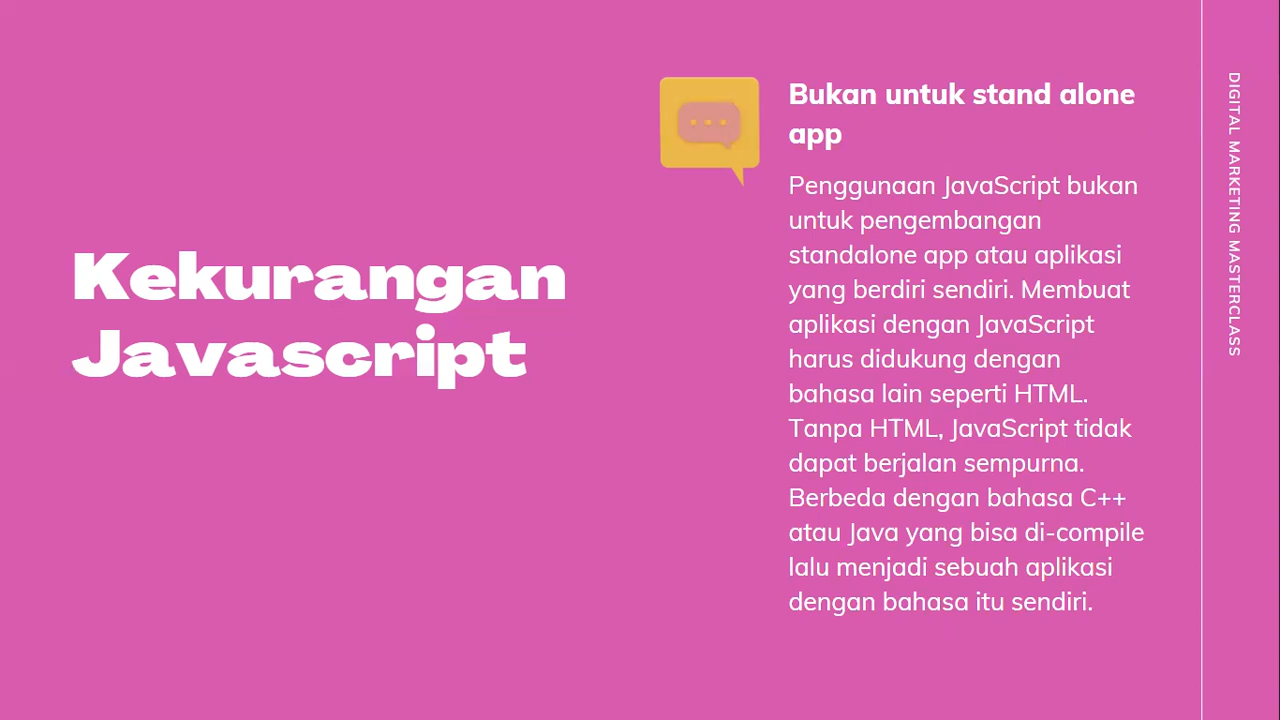 Kekurangan
Javascript
Bukan untuk stand alone
app
Penggunaan JavaScript bukan
untuk pengembangan
standalone app atau aplikasi
yang berdiri sendiri. Membuat
aplikasi dengan JavaScript
harus didukung dengan
bahasa lain seperti HTML.
Tanpa HTML, JavaScript tidak
dapat berjalan sempurna.
Berbeda dengan bahasa C++
atau Java yang bisa di-compile
lalu menjadi sebuah aplikasi
dengan bahasa itu sendiri.
DIGITAL MARKETING MASTERCLASS